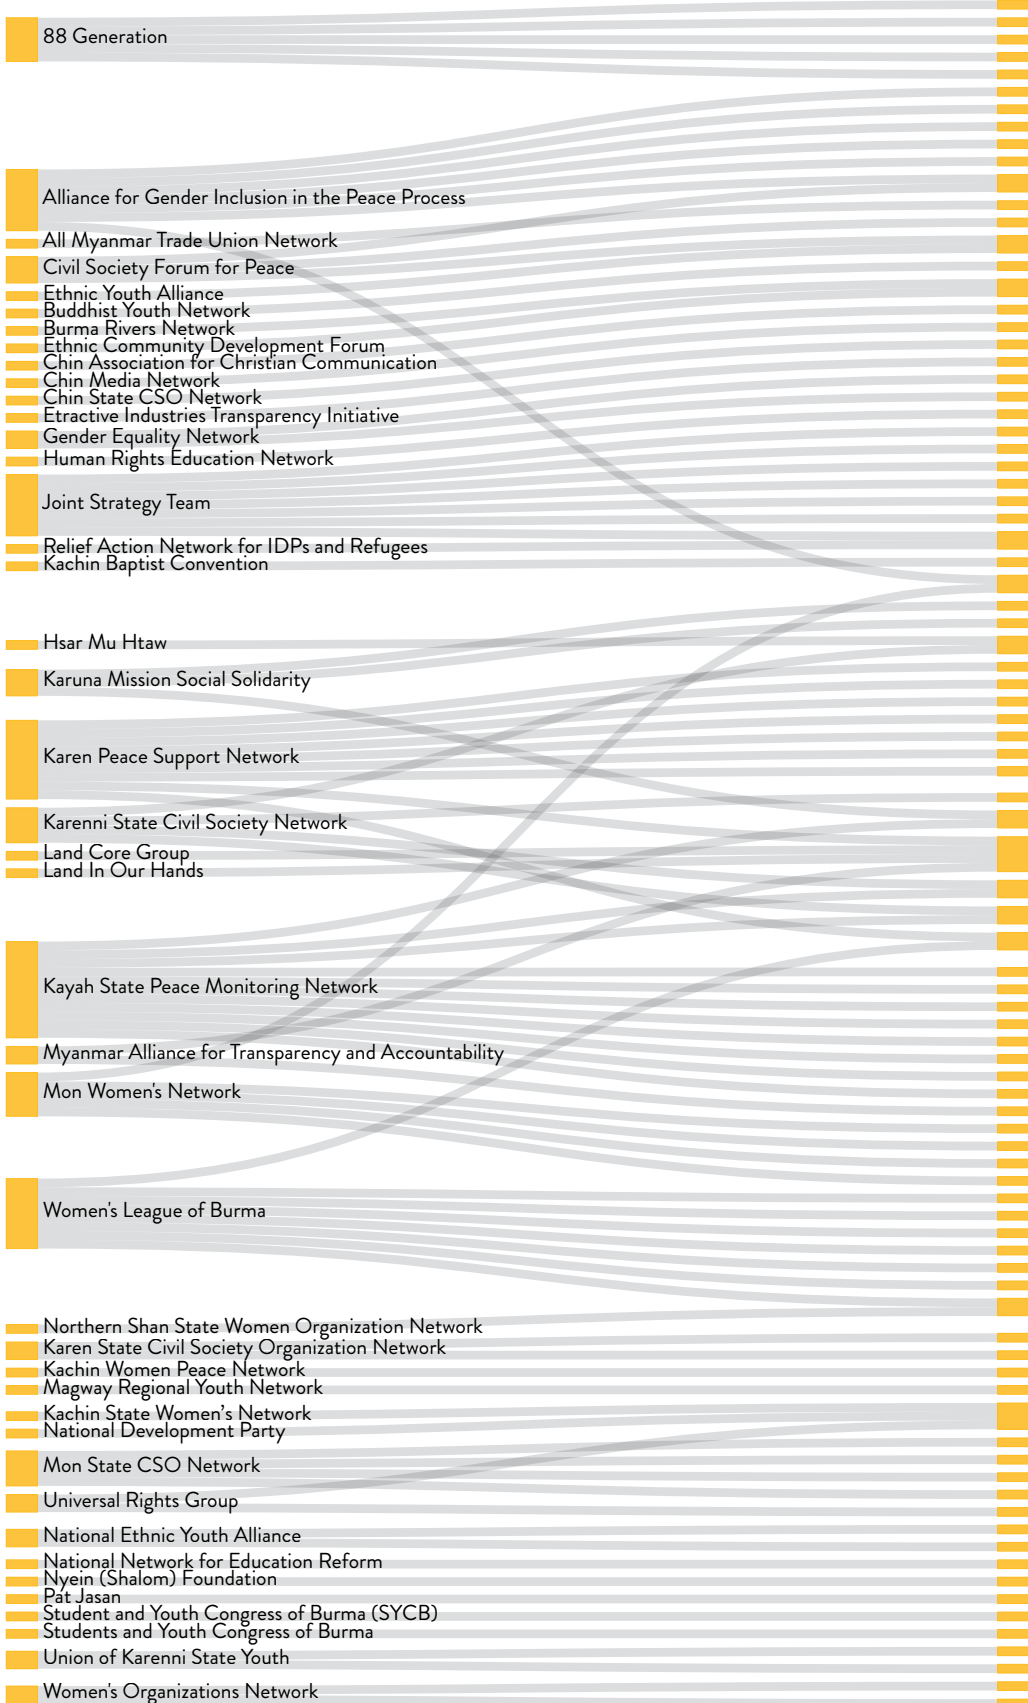 88 Generation
Alliance for Gender Inclusion in the Peace Process
All Myanmar Trade Union Network
Civil Society Forum for Peace
Ethnic Youth Alliance
Buddhist Youth Network
Burma Rivers Network
Ethnic Community Development Forum
Chin Association for Christian Communication
Chin Media Network
Chin State CSO Network
Etractive Industries Transparency Initiative
Gender Equality Network
Human Rights Education Network
Joint Strategy Team
Relief Action Network for IDPs and Refugees
Kachin Baptist Convention
Hsar Mu Htaw
Karuna Mission Social Solidarity
Karen Peace Support Network
Karenni State Civil Society Network
Land Core Group
Land In Our Hands
Kayah State Peace Monitoring Network
Myanmar Alliance for Transparency and Accountability
Mon Women's Network
Women's League of Burma
Northern Shan State Women Organization Network
Karen State Civil Society Organization Network
Kachin Women Peace Network
Magway Regional Youth Network
Kachin State Women’s Network
National Development Party
Mon State CSO Network
Universal Rights Group
National Ethnic Youth Alliance
National Network for Education Reform
Nyein (Shalom) Foundation
Pat Jasan
Student and Youth Congress of Burma (SYCB)
Students and Youth Congress of Burma
Union of Karenni State Youth
Women's Organizations Network